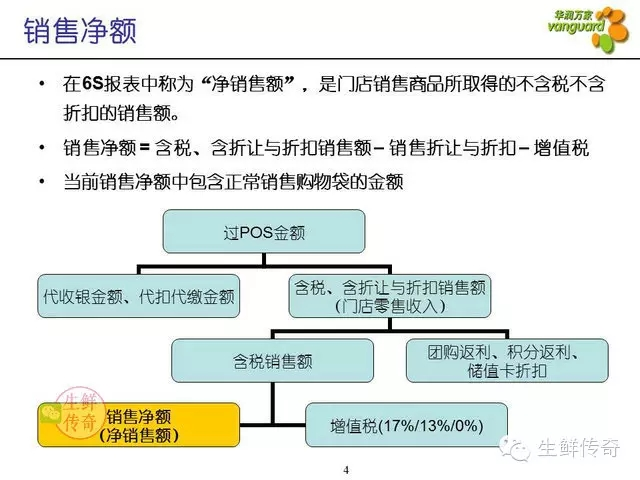 销售净额
华润万家
vanguard
• 在6S报表中称为“净销售额”，是门店销售商品所取得的不含税不含
折扣的销售额。
• 销售净额 = 含税、含折让与折扣销售额 – 销售折让与折扣 – 增值税
• 当前销售净额中包含正常销售购物袋的金额
过POS金额
代收银金额、代扣代缴金额
含税、含折让与折扣销售额
（门店零售收入）
含税销售额
团购返利、积分返利、
储值卡折扣
生鲜
传奇
销售净额
（净销售额）
增值税(17%/13%/0%)
生鲜传奇
4